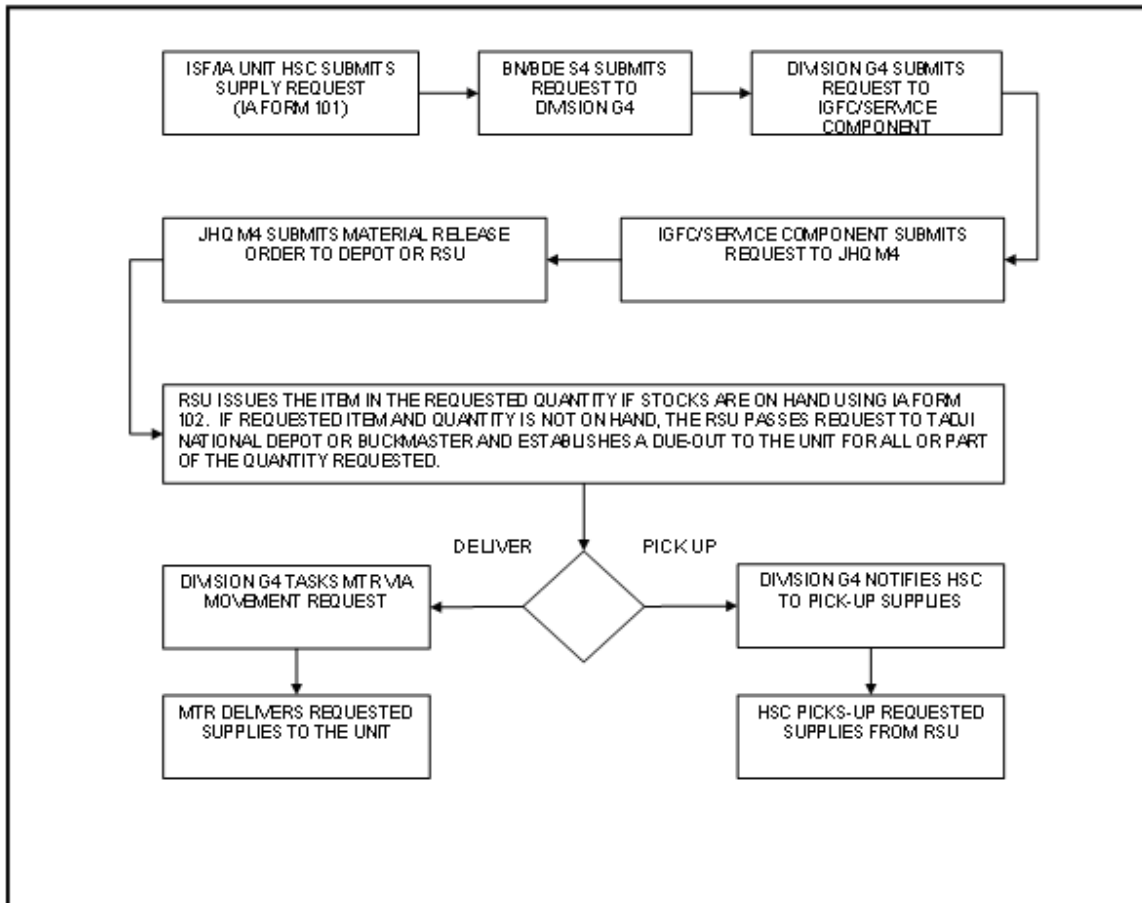 ISF/IA UNIT HSC SUBMITS
SUPPLY REQUEST
(IA FORM 101)
BN/BDE S4 SUBMITS
REQUEST TO
DIVISION G4
DIVISION G4 SUBMITS
REQUEST TO
IGFC/SERVICE
COMPONENT
JHQ M4 SUBMITS MATERIAL RELEASE
ORDER TO DEPOT OR RSU
IGFC/SERVICE COMPONENT SUBMITS
REQUEST TO JHQ M4
RSU ISSUES THE ITEM IN THE REQUESTED QUANTITY IF STOCKS ARE ON HAND USING IA FORM
102. IF REQUESTED ITEM AND QUANTITY IS NOT ON HAND, THE RSU PASSES REQUEST TO TADJI
NATIONAL DEPOT OR BUCKMASTER AND ESTABLISHES A DUE-OUT TO THE UNIT FOR ALL OR PART
OF THE QUANTITY REQUESTED.
DELIVER
PICK UP
DIVISION G4 TASKS MTR VIA
MOVEMENT REQUEST
DIVISION G4 NOTIFIES HSC
TO PICK-UP SUPPLIES
MTR DELIVERS REQUESTED
SUPPLIES TO THE UNIT
HSC PICKS-UP REQUESTED
SUPPLIES FROM RSU